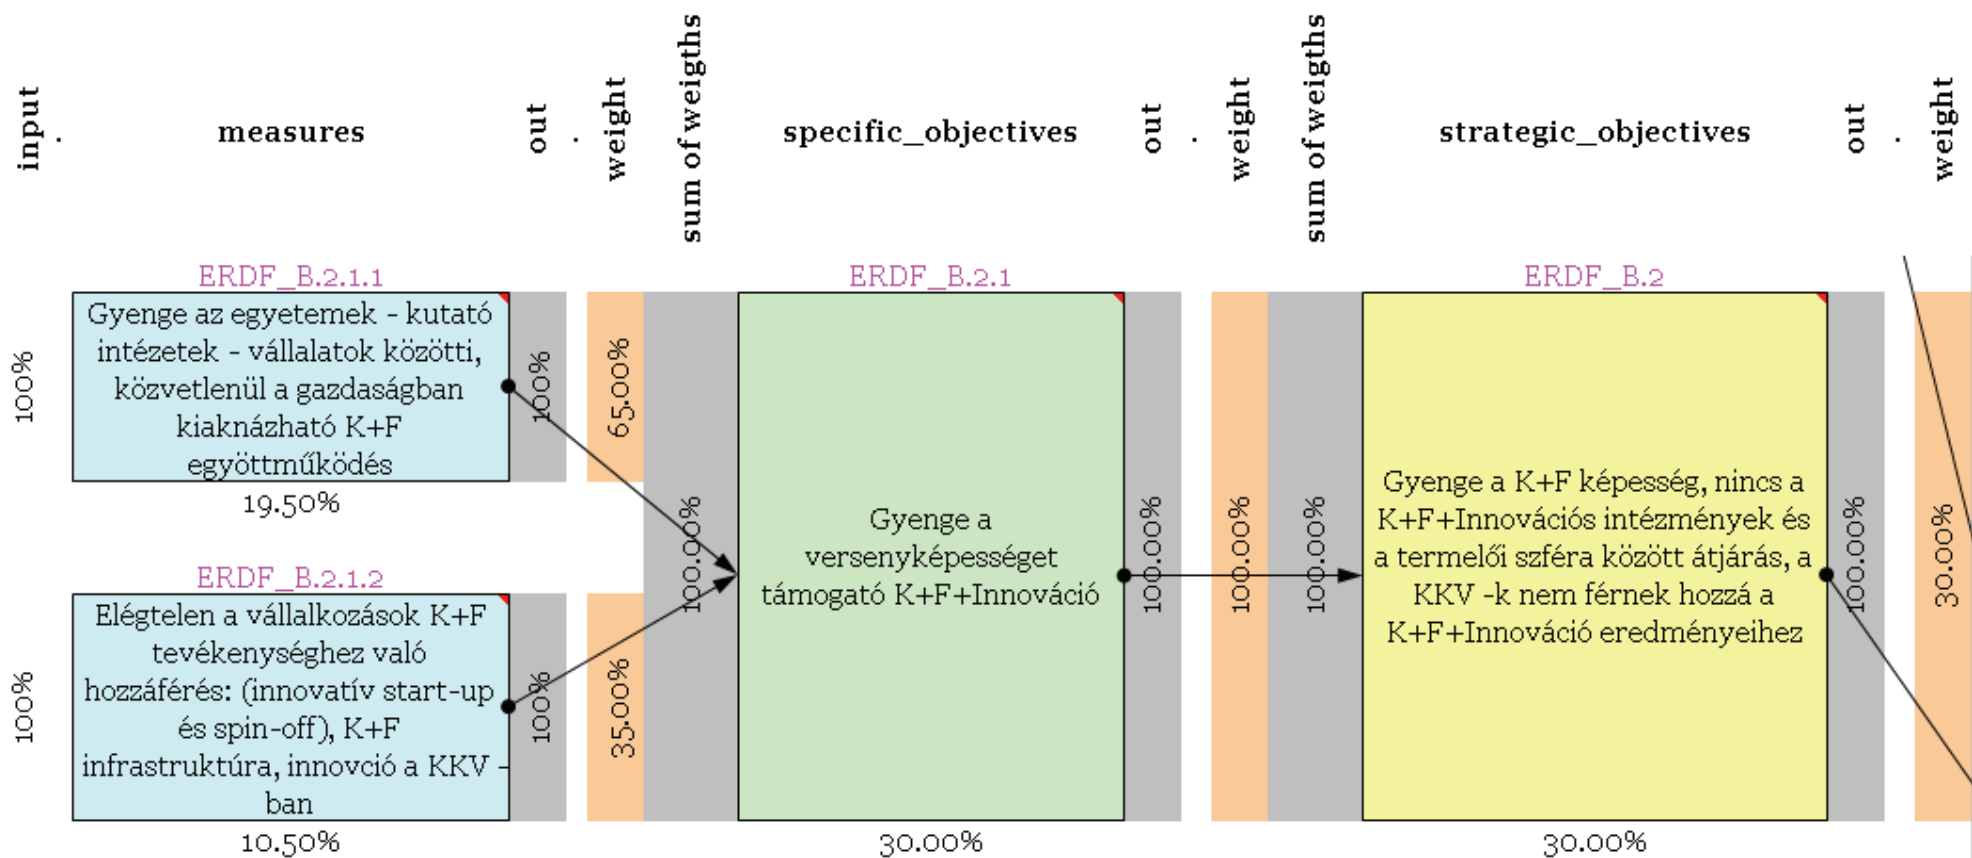 input
.
measures
out
.
weight
sum of weigths
specific_objectives
out
.
weight
sum of weigths
strategic_objectives
out
.
weight
100%
ERDF_B.2.1.1
Gyenge az egyetemek - kutató
intézetek - vállalatok közötti,
közvetlenül a gazdaságban
kiaknázható K+F
együttműködés
19.50%
100%
65.00%
100%
ERDF_B.2.1.2
Elégtelen a vállalkozások K+F
tevékenységhez való
hozzáférés: (innovatív start-up
és spin-off), K+F
infrastruktúra, innovció a KKV -
ban
10.50%
100%
35.00%
100.00%
ERDF_B.2.1
Gyenge a
versenyképességet
támogató K+F+Innováció
30.00%
100.00%
100.00%
100.00%
ERDF_B.2
Gyenge a K+F képesség, nincs a
K+F+Innovációs intézmények és
a termelői szféra között átjárás, a
KKV -k nem férnek hozzá a
K+F+Innováció eredményeihez
30.00%
100.00%
30.00%